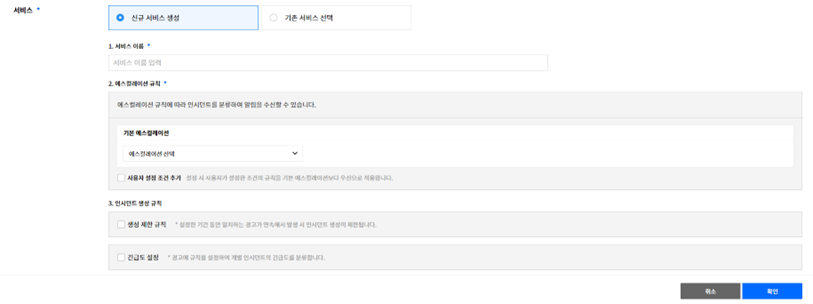 서비스 *
신규 서비스 생성
기존 서비스 선택
1. 서비스 이름 *
서비스 이름 입력
2. 에스컬레이션 규칙 *
에스컬레이션 규칙에 따라 인시던트를 분류하여 알림을 수신할 수 있습니다.
기본 에스컬레이션
에스컬레이션 선택
사용자 설정 조건 추가 설정 시 사용자가 설정한 조건의 규칙을 기본 에스컬레이션보다 우선으로 적용합니다.
3. 인시던트 생성 규칙
생성 제한 규칙 * 설정한 기간 동안 일치하는 경고가 연속에서 발생 시 인시던트 생성이 제한됩니다.
긴급도 설정 * 경고에 규칙을 설정하여 개별 인시던트의 긴급도를 분류합니다.
취소
확인